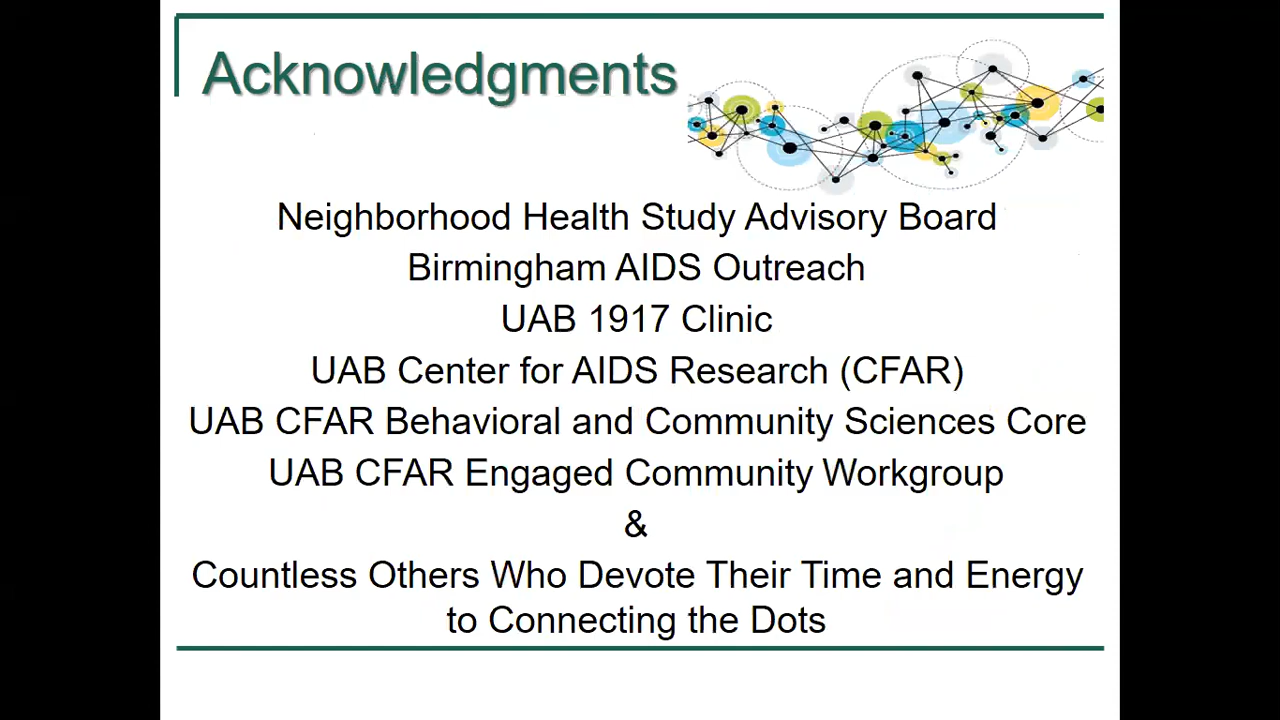 Acknowledgments
Neighborhood Health Study Advisory Board
Birmingham AIDS Outreach
UAB 1917 Clinic
UAB Center for AIDS Research (CFAR)
UAB CFAR Behavioral and Community Sciences Core
UAB CFAR Engaged Community Workgroup
&
Countless Others Who Devote Their Time and Energy
to Connecting the Dots